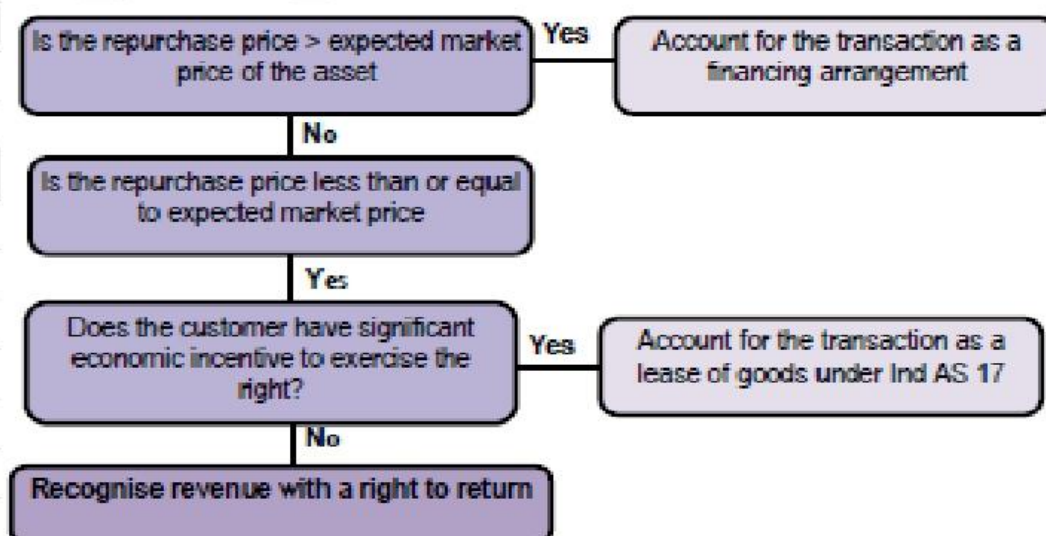 Is the repurchase price > expected market
price of the asset
Yes
Account for the transaction as a
financing arrangement
No
Is the repurchase price less than or equal
to expected market price
Yes
Does the customer have significant
economic incentive to exercise the
right?
Yes
Account for the transaction as a
lease of goods under Ind AS 17
No
Recognise revenue with a right to return